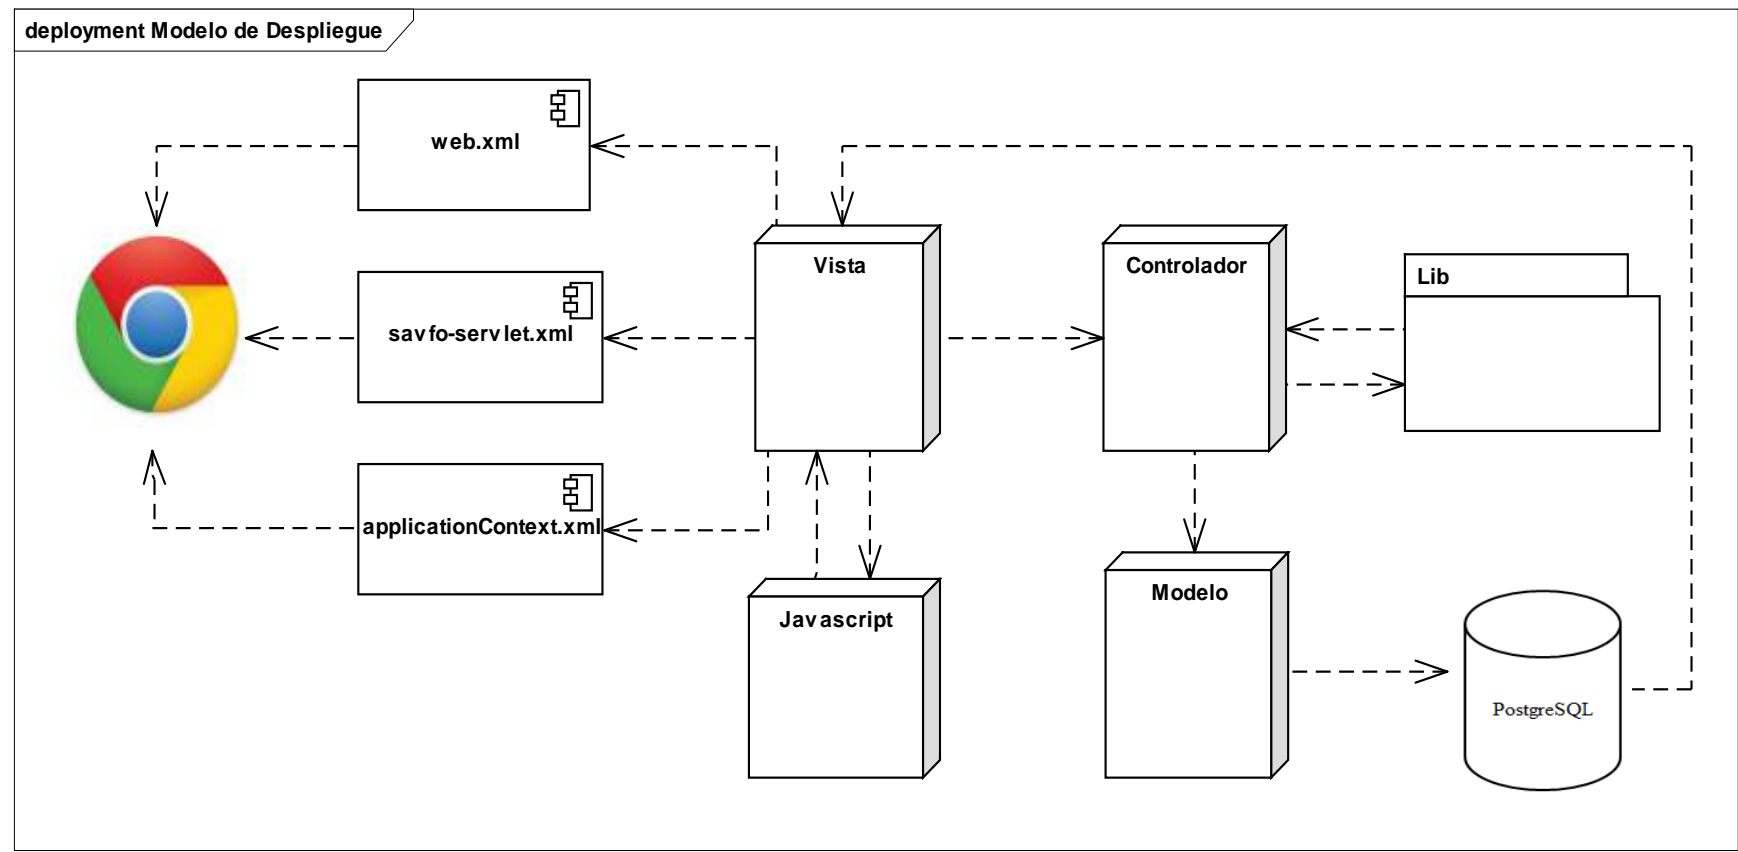 deployment Modelo de Despliegue
web.xml
Vista
Controlador
Lib
savfo-servlet.xml
applicationContext.xml
Javascript
Modelo
PostgreSQL